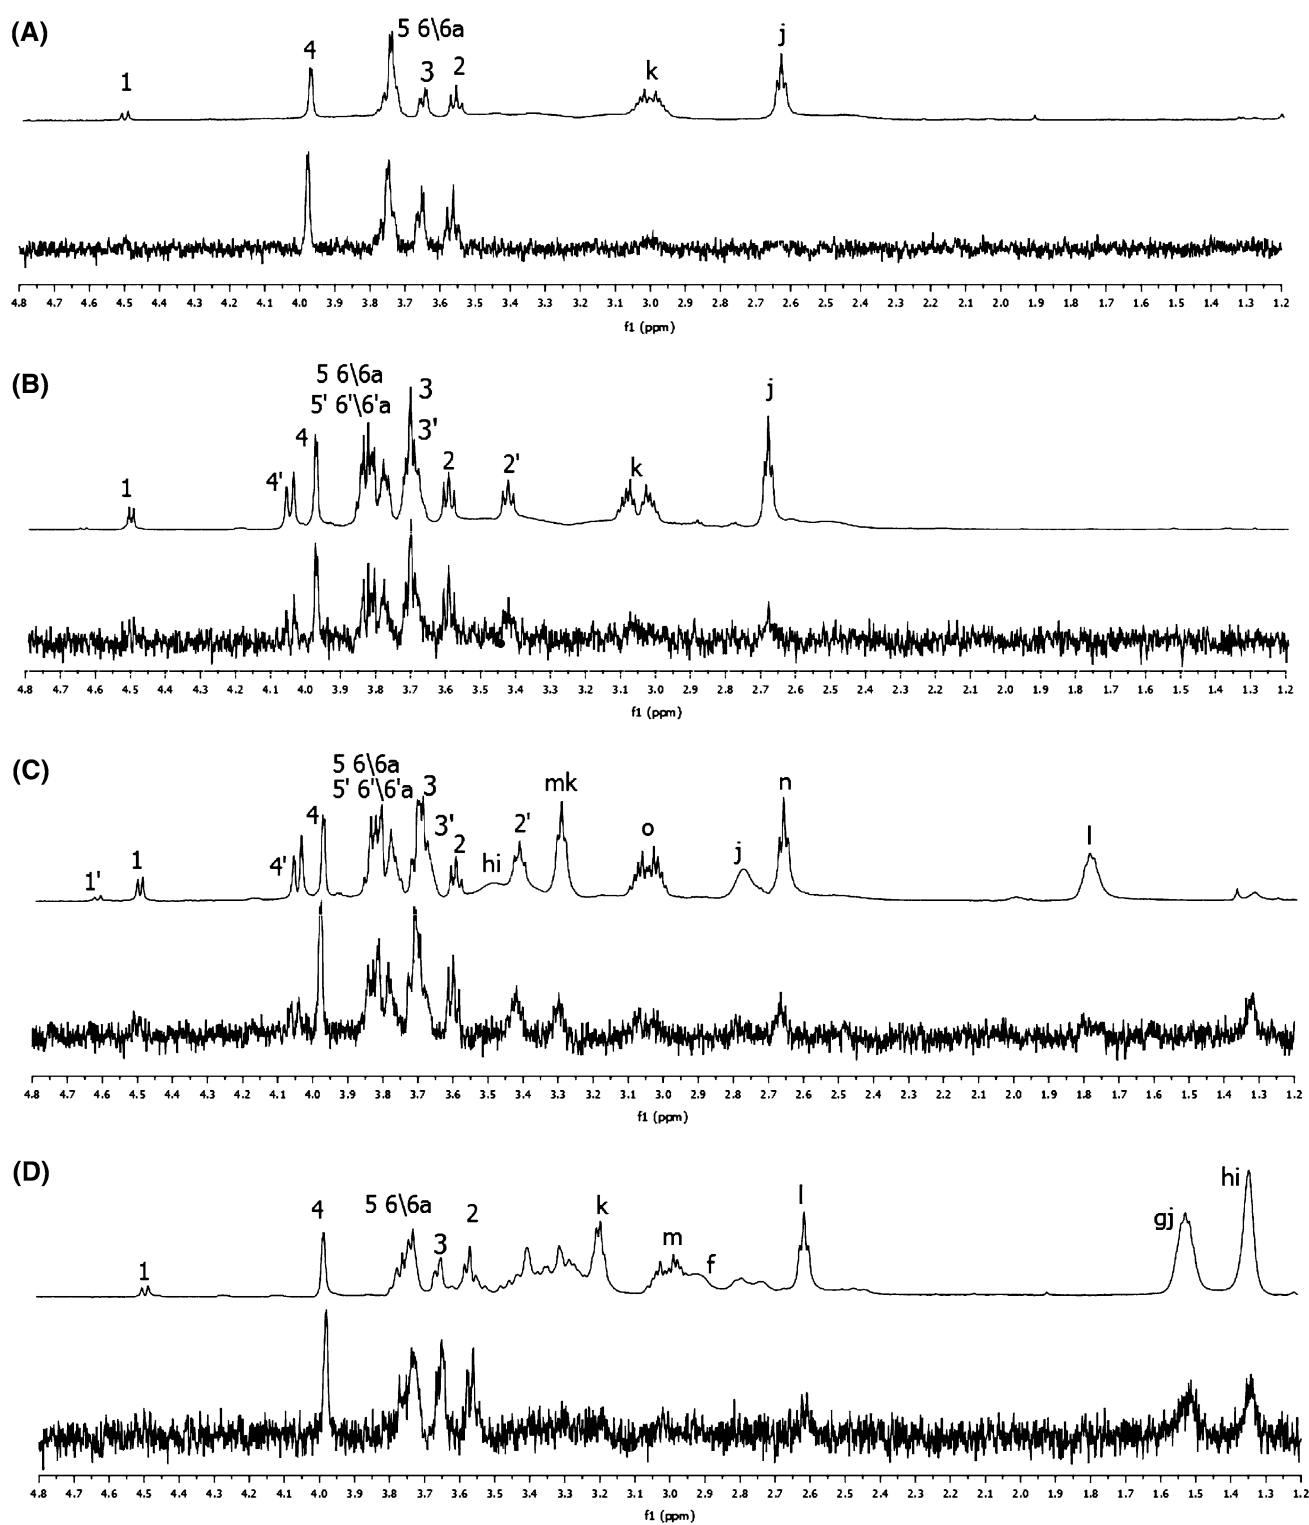 (A)
1
4
5 6\6a
3
2
k
j
4.8 4.7 4.6 4.5 4.4 4.3 4.2 4.1 4.0 3.9 3.8 3.7 3.6 3.5 3.4 3.3 3.2 3.1 3.0 2.9 2.8 2.7 2.6 2.5 2.4 2.3 2.2 2.1 2.0 1.9 1.8 1.7 1.6 1.5 1.4 1.3 1.2
f1 (ppm)
(B)
5 6\6a
5' 6'\6'a
1
4'
4
3
3'
2
2'
k
j
4.8 4.7 4.6 4.5 4.4 4.3 4.2 4.1 4.0 3.9 3.8 3.7 3.6 3.5 3.4 3.3 3.2 3.1 3.0 2.9 2.8 2.7 2.6 2.5 2.4 2.3 2.2 2.1 2.0 1.9 1.8 1.7 1.6 1.5 1.4 1.3 1.2
f1 (ppm)
(C)
5 6\6a
5' 6'\6'a
1'
1
4'
4
3
3'
2
hi
2'
mk
o
j
n
l
4.8 4.7 4.6 4.5 4.4 4.3 4.2 4.1 4.0 3.9 3.8 3.7 3.6 3.5 3.4 3.3 3.2 3.1 3.0 2.9 2.8 2.7 2.6 2.5 2.4 2.3 2.2 2.1 2.0 1.9 1.8 1.7 1.6 1.5 1.4 1.3 1.2
f1 (ppm)
(D)
1
4
5 6\6a
3
2
k
m
f
l
gj
hi
4.8 4.7 4.6 4.5 4.4 4.3 4.2 4.1 4.0 3.9 3.8 3.7 3.6 3.5 3.4 3.3 3.2 3.1 3.0 2.9 2.8 2.7 2.6 2.5 2.4 2.3 2.2 2.1 2.0 1.9 1.8 1.7 1.6 1.5 1.4 1.3 1.2
f1 (ppm)